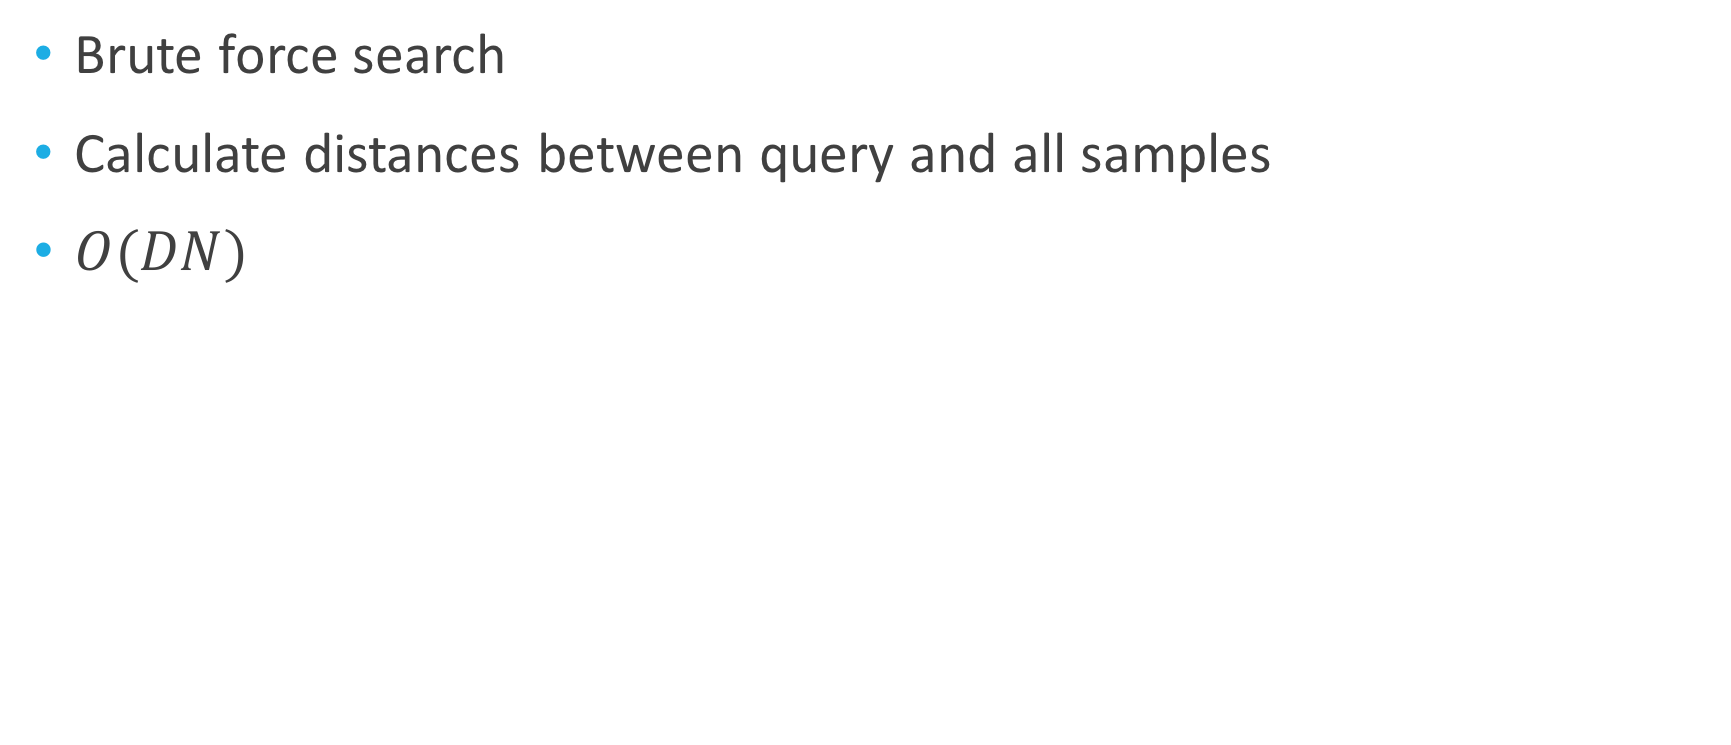 • Brute force search
• Calculate distances between query and all samples
• O(DN)